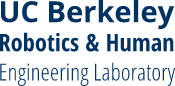 UC Berkeley
Robotics & Human
Engineering Laboratory